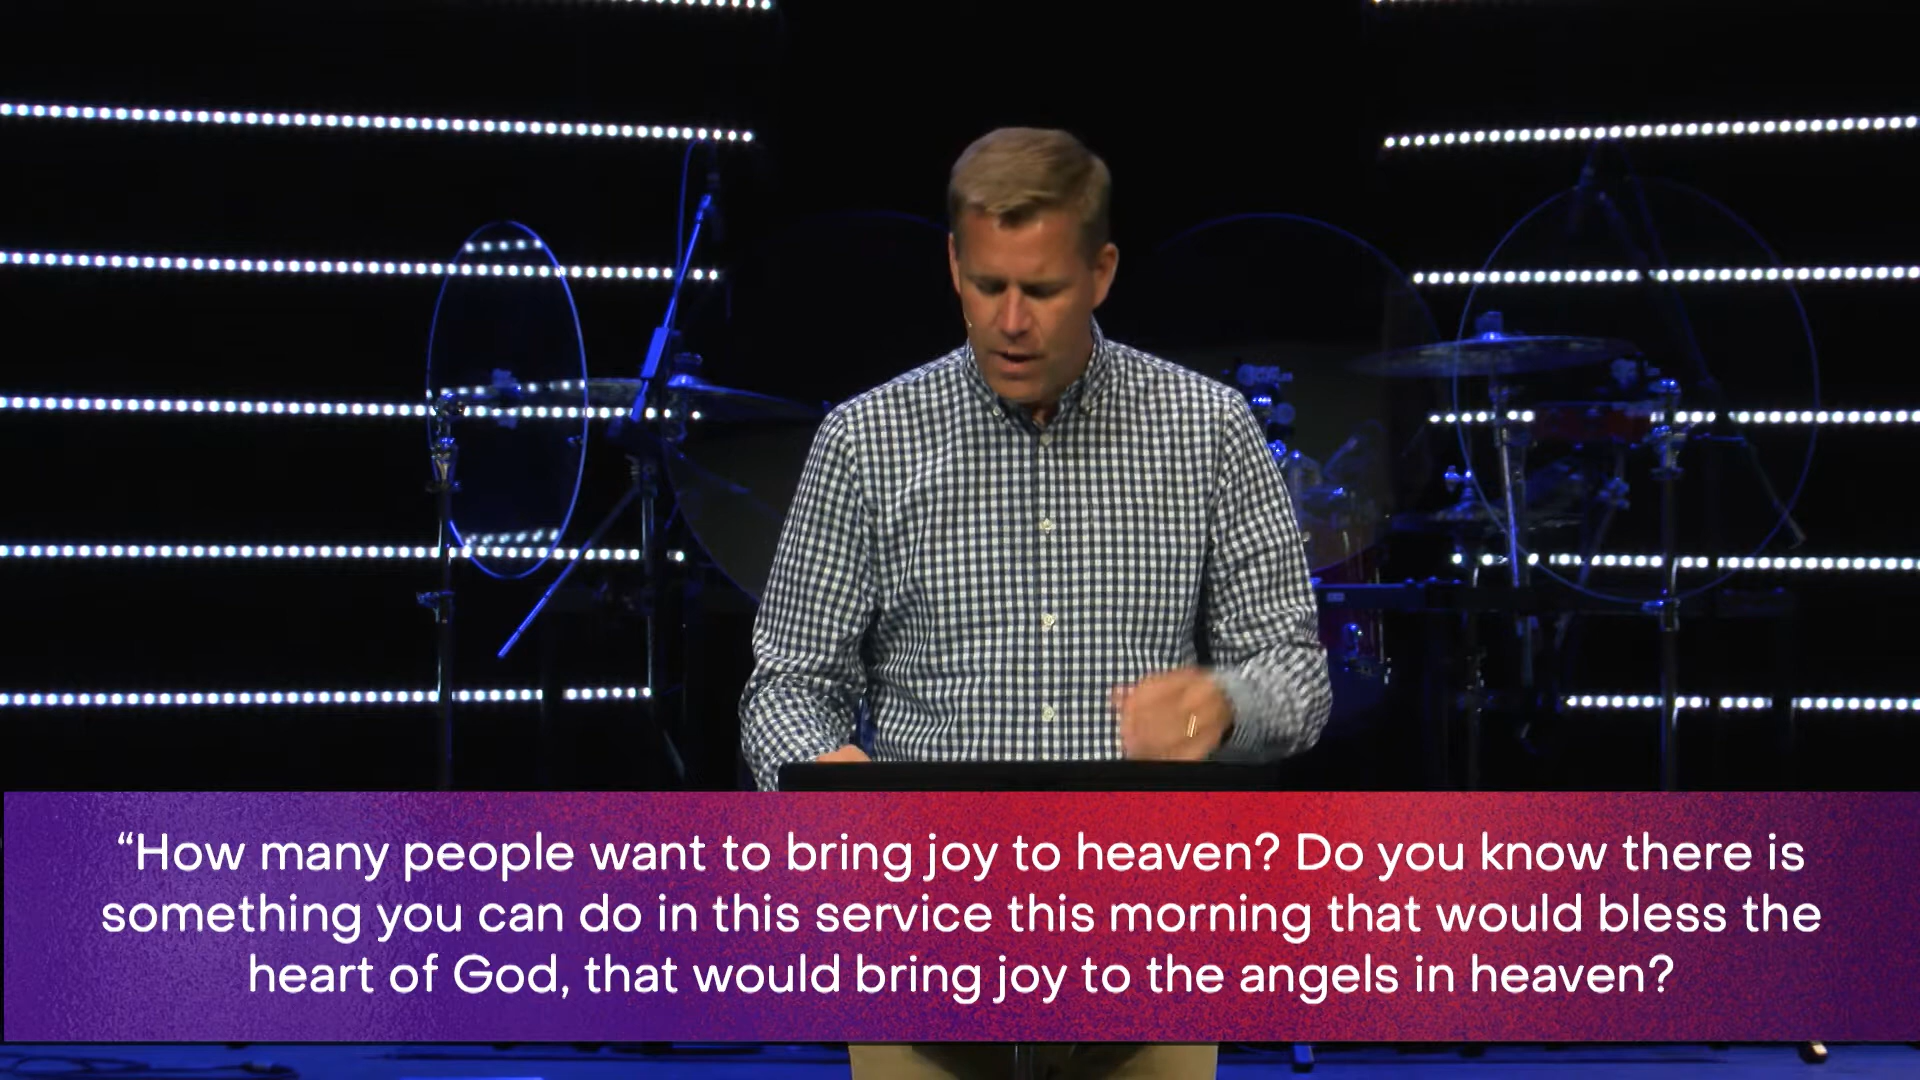 “How many people want to bring joy to heaven? Do you know there is
something you can do in this service this morning that would bless the
heart of God, that would bring joy to the angels in heaven?